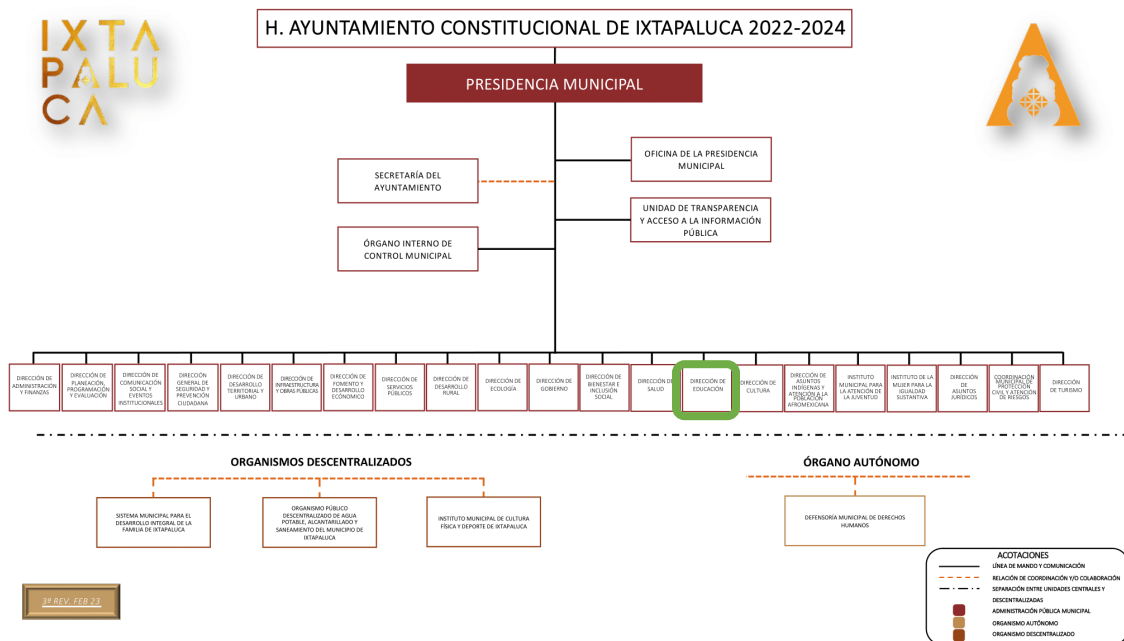 IXTA
PALU
CA
H. AYUNTAMIENTO CONSTITUCIONAL DE IXTAPALUCA 2022-2024
PRESIDENCIA MUNICIPAL
OFICINA DE LA PRESIDENCIA
MUNICIPAL
SECRETARÍA DEL
AYUNTAMIENTO
UNIDAD DE TRANSPARENCIA
Y ACCESO A LA INFORMACIÓN
PÚBLICA
ÓRGANO INTERNO DE
CONTROL MUNICIPAL
DIRECCIÓN DE
ADMINISTRACIÓN
Y FINANZAS
DIRECCIÓN DE
PLANEACIÓN,
PROGRAMACIÓN
Y EVALUACIÓN
DIRECCIÓN DE
COMUNICACIÓN
SOCIAL Y
EVENTOS
INSTITUCIONALES
DIRECCIÓN
GENERAL DE
SEGURIDAD Y
PREVENCIÓN
CIUDADANA
DIRECCIÓN DE
DESARROLLO
TERRITORIAL Y
URBANO
DIRECCIÓN DE
INFRAESTRUCTURA
Y OBRAS PÚBLICAS
DIRECCIÓN DE
FOMENTO Y
DESARROLLO
ECONÓMICO
DIRECCIÓN DE
SERVICIOS
PÚBLICOS
DIRECCIÓN DE
DESARROLLO
RURAL
DIRECCIÓN DE
ECOLOGÍA
DIRECCIÓN DE
GOBIERNO
DIRECCIÓN DE
BIENESTAR E
INCLUSIÓN
SOCIAL
DIRECCIÓN DE
SALUD
DIRECCIÓN DE
EDUCACIÓN
DIRECCIÓN DE
CULTURA
DIRECCIÓN DE
ASUNTOS
INDÍGENAS Y
ATENCIÓN A LA
POBLACIÓN
AFROMEXICANA
INSTITUTO
MUNICIPAL PARA
LA ATENCIÓN DE
LA JUVENTUD
INSTITUTO DE LA
MUJER PARA LA
IGUALDAD
SUSTANTIVA
DIRECCIÓN
DE
ASUNTOS
JURÍDICOS
COORDINACIÓN
MUNICIPAL DE
PROTECCIÓN
CIVIL Y ATENCIÓN
DE RIESGOS
DIRECCIÓN
DE TURISMO
ORGANISMOS DESCENTRALIZADOS
ÓRGANO AUTÓNOMO
SISTEMA MUNICIPAL PARA EL
DESARROLLO INTEGRAL DE LA
FAMILIA DE IXTAPALUCA
ORGANISMO PÚBLICO
DESCENTRALIZADO DE AGUA
POTABLE, ALCANTARILLADO Y
SANEAMIENTO DEL MUNICIPIO DE
IXTAPALUCA
INSTITUTO MUNICIPAL DE CULTURA
FÍSICA Y DEPORTE DE IXTAPALUCA
DEFENSORÍA MUNICIPAL DE DERECHOS
HUMANOS
3ª REV. FEB 23
ACOTACIONES
LÍNEA DE MANDO Y COMUNICACIÓN
RELACIÓN DE COORDINACIÓN Y/O COLABORACIÓN
SEPARACIÓN ENTRE UNIDADES CENTRALES Y
DESCENTRALIZADAS
ADMINISTRACIÓN PÚBLICA MUNICIPAL
ORGANISMO AUTÓNOMO
ORGANISMO DESCENTRALIZADO